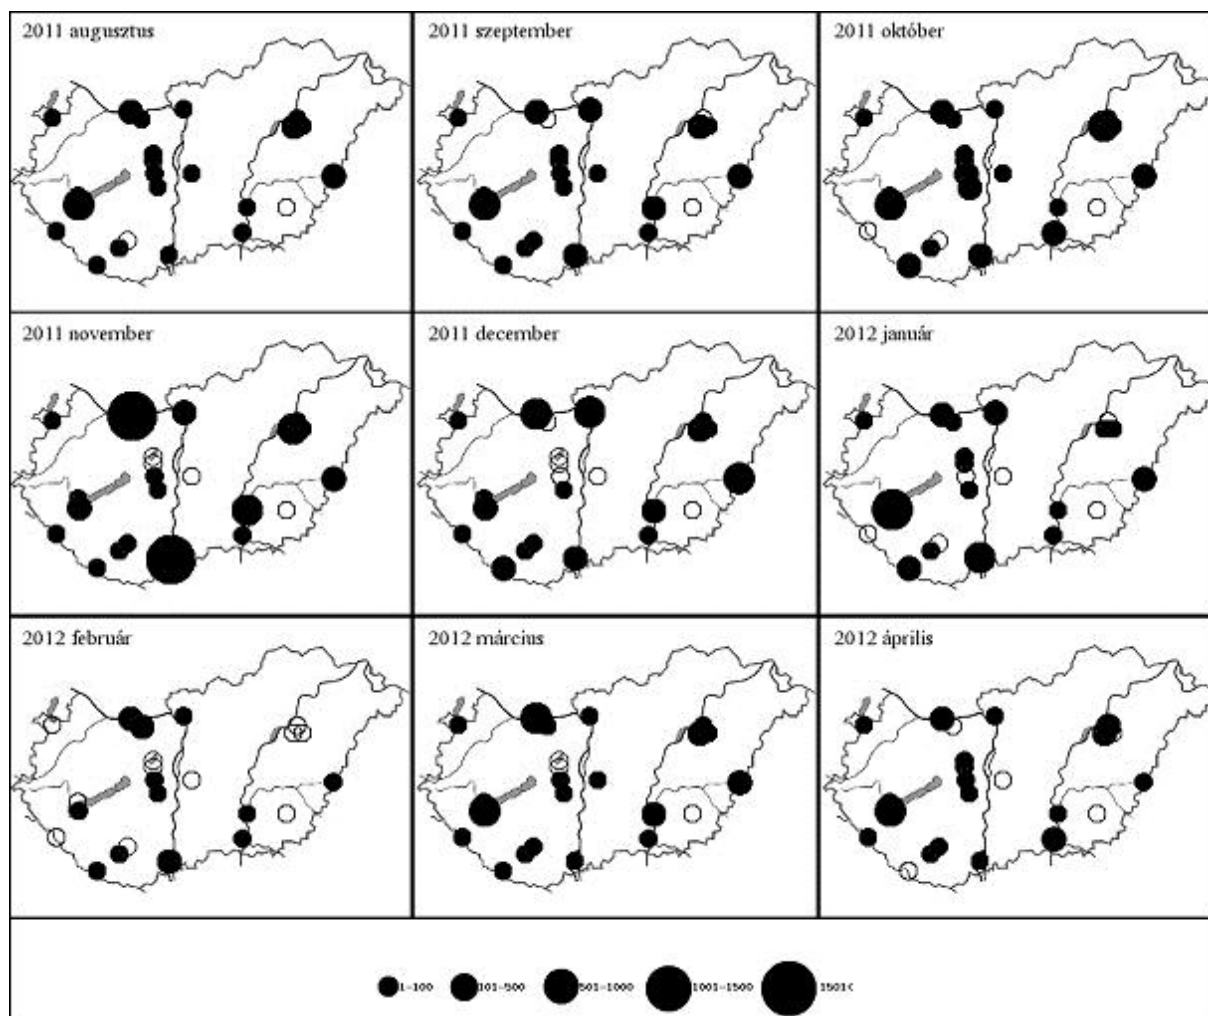 2011 augusztus
2011 szeptember
2011 október
2011 november
2011 december
2012 január
2012 február
2012 március
2012 április
1-100
101-500
501-1000
1001-1500
1501<